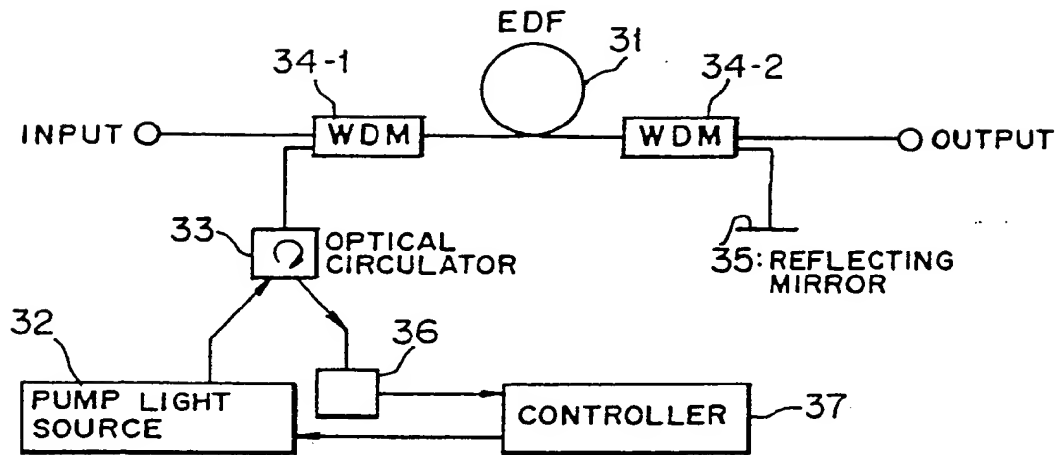 EDF
31
34-1
34-2
INPUT
WDM
WDM
OUTPUT
33
OPTICAL
CIRCULATOR
35: REFLECTING
MIRROR
32
36
PUMP LIGHT
SOURCE
CONTROLLER
37